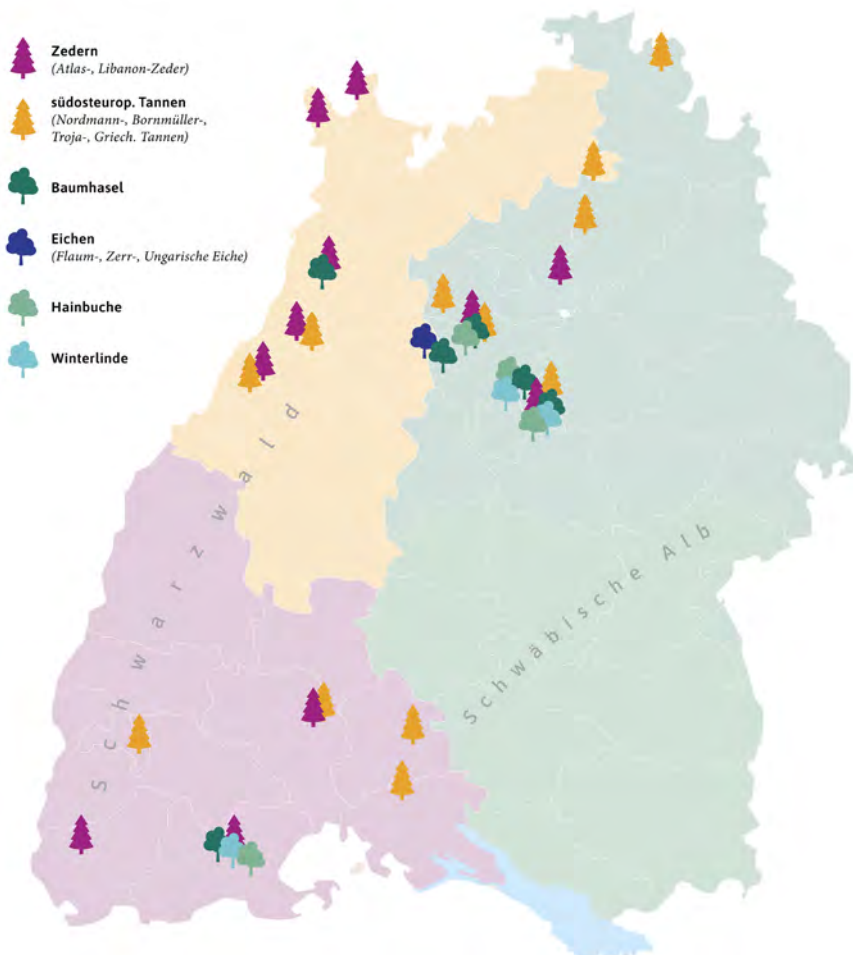 Zedern
(Atlas-, Libanon-Zeder)
südosteurop. Tannen
(Nordmann-, Bornmüller-,
Troja-, Griech. Tannen)
Baumhasel
Eichen
(Flaum-, Zerr-, Ungarische Eiche)
Hainbuche
Winterlinde
Schwarzwald
Schwäbische Alb